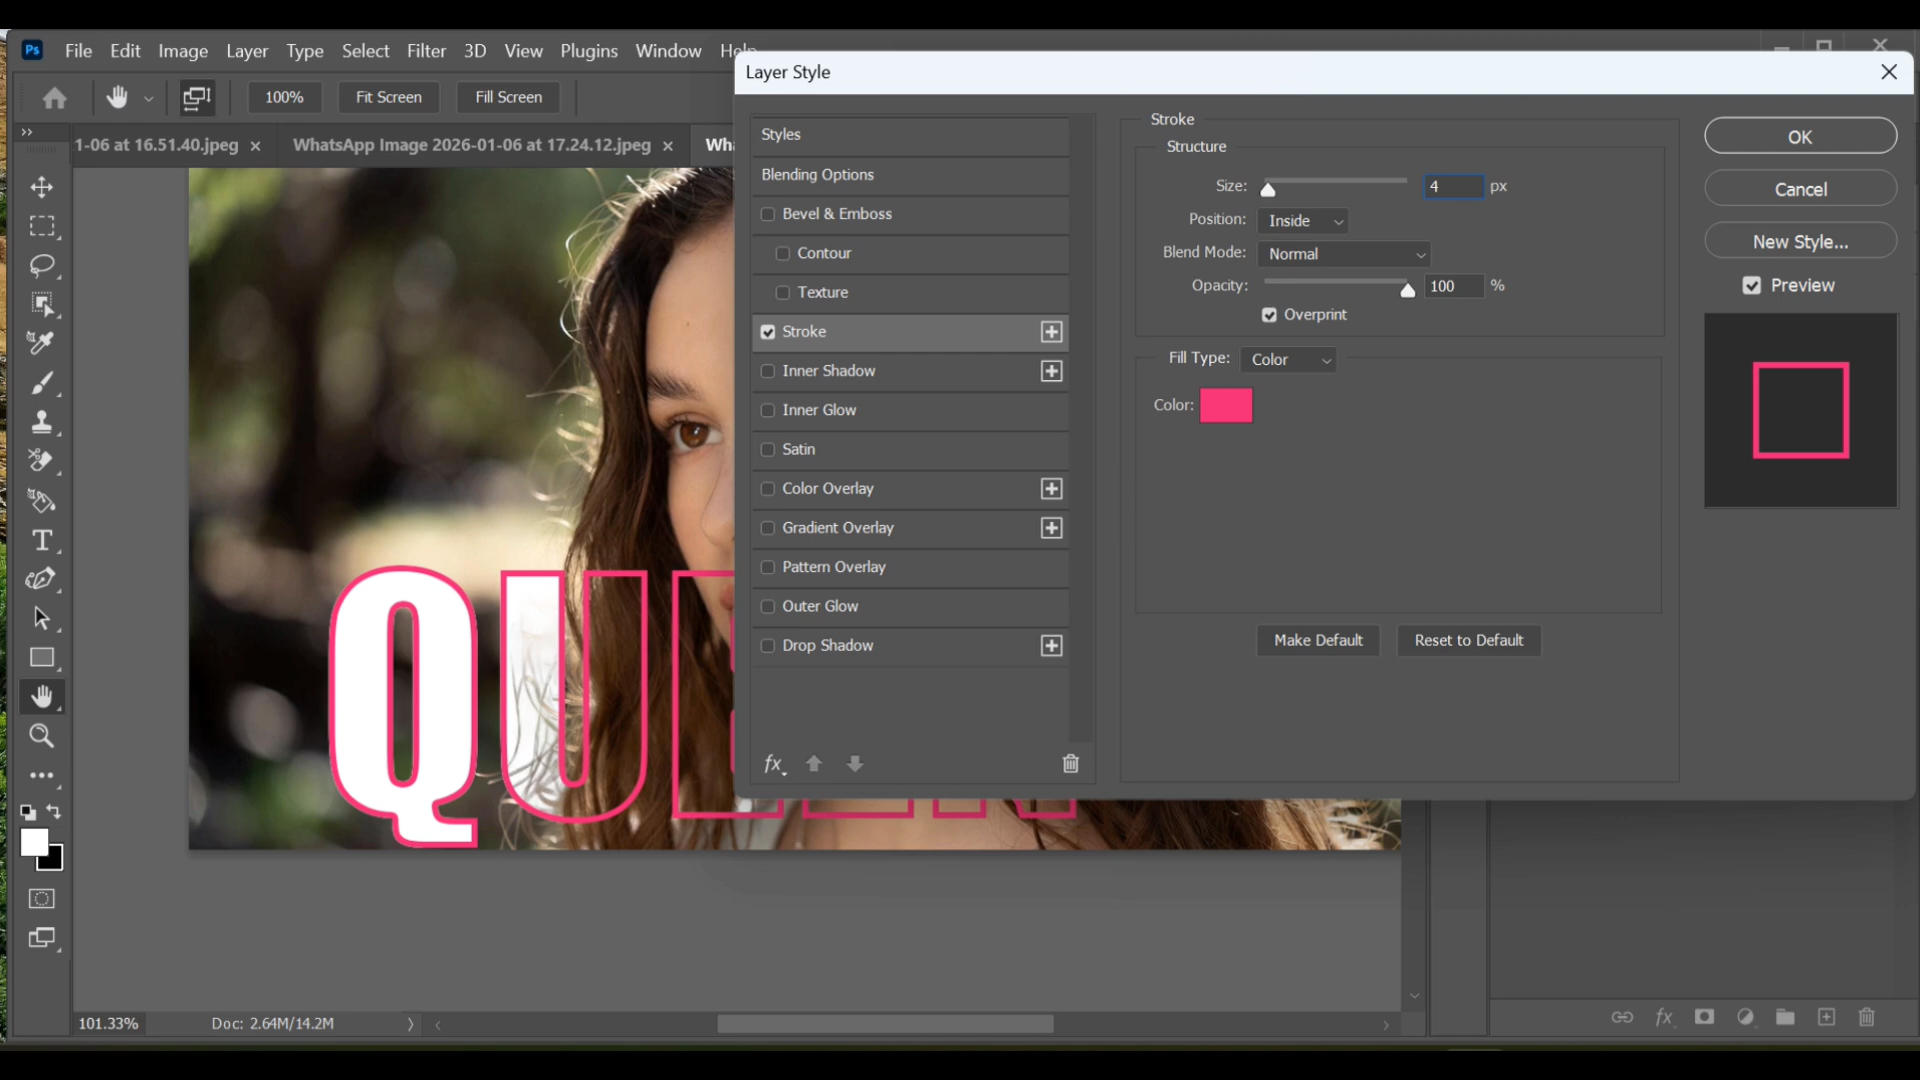 Ps File Edit Image Layer Type Select Filter 3D View Plugins Window Help
Layer Style
100% Fit Screen Fill Screen
1-06 at 16.51.40.jpeg × WhatsApp Image 2026-01-06 at 17.24.12.jpeg × Wh
Styles
Blending Options
Bevel & Emboss
Contour
Texture
Stroke
Inner Shadow
Inner Glow
Satin
Color Overlay
Gradient Overlay
Pattern Overlay
Outer Glow
Drop Shadow
fx
Stroke
Structure
Size: 4 px
Position: Inside
Blend Mode: Normal
Opacity: 100 %
Overprint
Fill Type: Color
Color:
Make Default Reset to Default
OK
Cancel
New Style...
Preview
QU
101.33% Doc: 2.64M/14.2M
fx